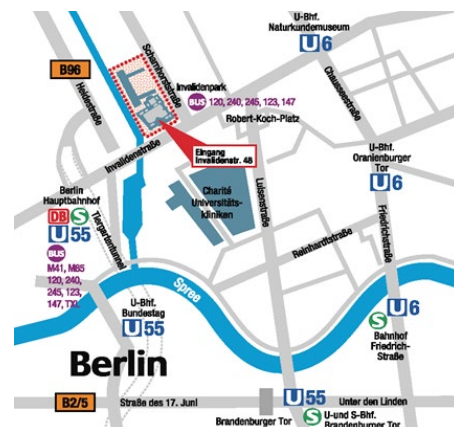 U-Bhf.
Naturkundemuseum
U6
B96
Scharnhorststraße
Heidestraße
Invalidenpark
BUS 120, 240, 245, 123, 147
Chausseestraße
Robert-Koch-Platz
Invalidenstraße
Eingang
Invalidenstr. 48
U-Bhf.
Oranienburger
Tor
U6
Berlin
Hauptbahnhof
DB S
U55
BUS
M41, M85
120, 240,
245, 123,
147, TXL
Tiergartentunnel
Charité
Universitäts-
kliniken
Luisenstraße
Friedrichstraße
Reinhardtstraße
Spree
U-Bhf.
Bundestag
U55
U6
S
Bahnhof
Friedrich-
Straße
Berlin
B2/5
Straße des 17. Juni
U55
Unter den Linden
Brandenburger Tor
S U-und S-Bhf.
Brandenburger Tor